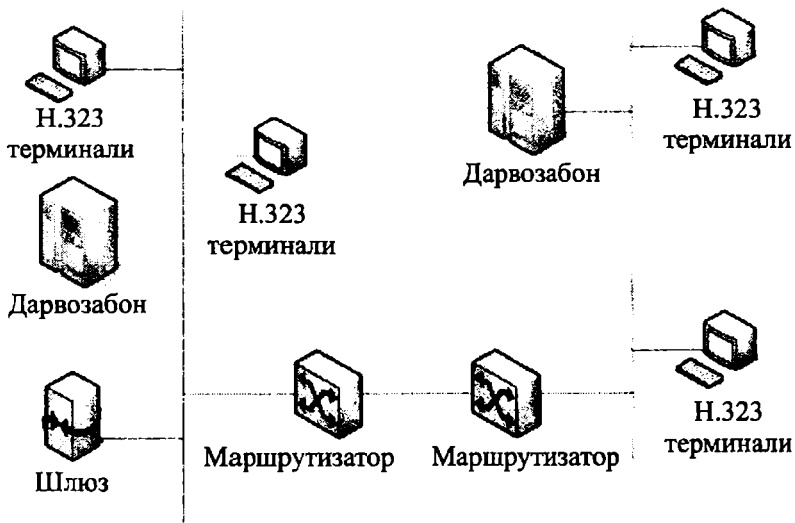 Н.323
терминали
Н.323
терминали
Дарвозабон
Н.323
терминали
Дарвозабон
Н.323
терминали
Шлюз
Маршрутизатор
Маршрутизатор